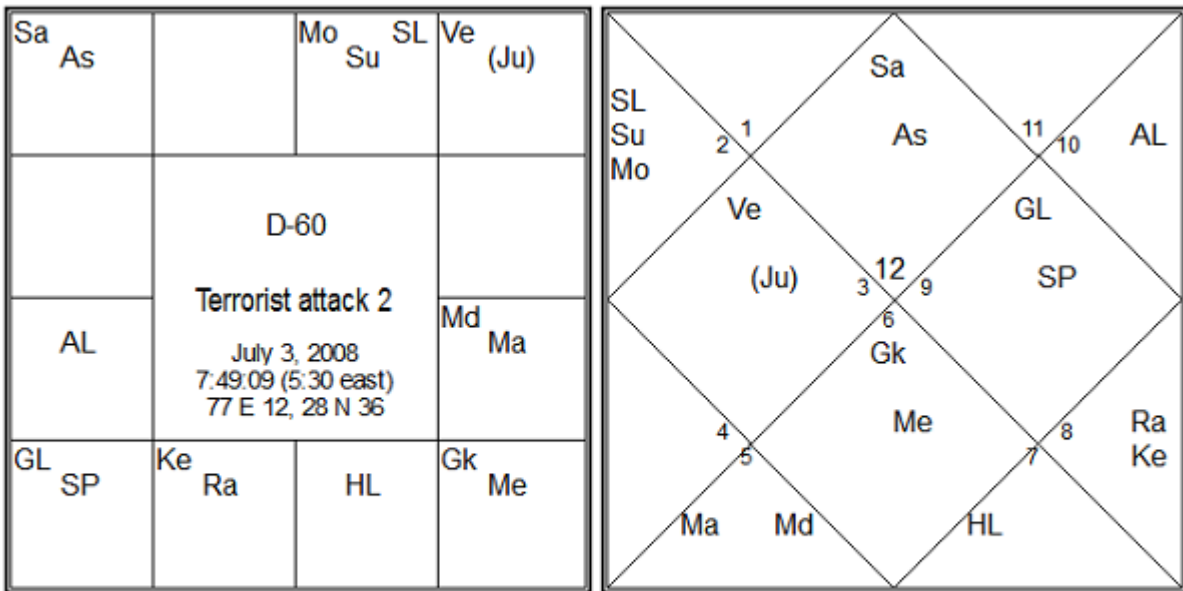 Sa
As
Mo SL
Su
Ve
(Ju)
D-60
Terrorist attack 2
July 3, 2008
7:49:09 (5:30 east)
77 E 12, 28 N 36
AL
Md
Ma
GL
SP
Ke
Ra
HL
Gk
Me
Sa
As
SL
Su
Mo
2 1
11 10
AL
Ve
(Ju)
GL
SP
3 12 9
6
Gk
Me
4
5
8
7
Ra
Ke
Ma Md
HL